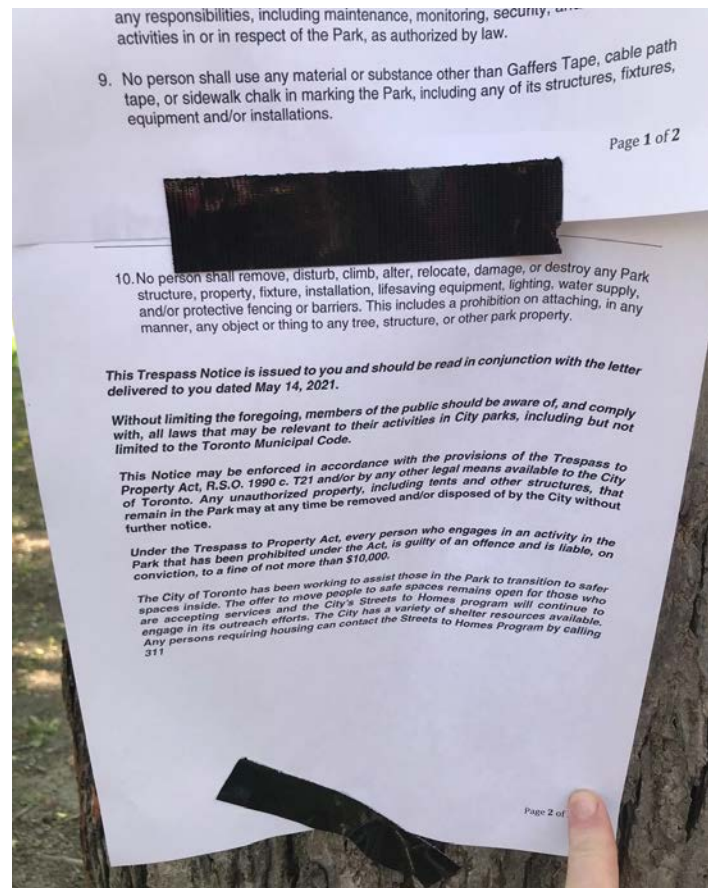 any responsibilities, including maintenance, monitoring, security,
activities in or in respect of the Park, as authorized by law.
9. No person shall use any material or substance other than Gaffers Tape, cable path
tape, or sidewalk chalk in marking the Park, including any of its structures, fixtures,
equipment and/or installations.
Page 1 of 2
10. No person shall remove, disturb, climb, alter, relocate, damage, or destroy any Park
structure, property, fixture, installation, lifesaving equipment, lighting, water supply,
and/or protective fencing or barriers. This includes a prohibition on attaching, in any
manner, any object or thing to any tree, structure, or other park property.
This Trespass Notice is issued to you and should be read in conjunction with the letter
delivered to you dated May 14, 2021.
Without limiting the foregoing, members of the public should be aware of, and comply
with, all laws that may be relevant to their activities in City parks, including but not
limited to the Toronto Municipal Code.
This Notice may be enforced in accordance with the provisions of the Trespass to
Property Act, R.S.O. 1990 c. T21 and/or by any other legal means available to the City
of Toronto. Any unauthorized property, including tents and other structures, that
remain in the Park may at any time be removed and/or disposed of by the City without
further notice.
Under the Trespass to Property Act, every person who engages in an activity in the
Park that has been prohibited under the Act, is guilty of an offence and is liable, on
conviction, to a fine of not more than $10,000.
The City of Toronto has been working to assist those in the Park to transition to safer
spaces inside. The offer to move people to safe spaces remains open for those who
are accepting services and the City's Streets to Homes program will continue to
engage in its outreach efforts. The City has a variety of shelter resources available.
Any persons requiring housing can contact the Streets to Homes Program by calling
311
Page 2 of